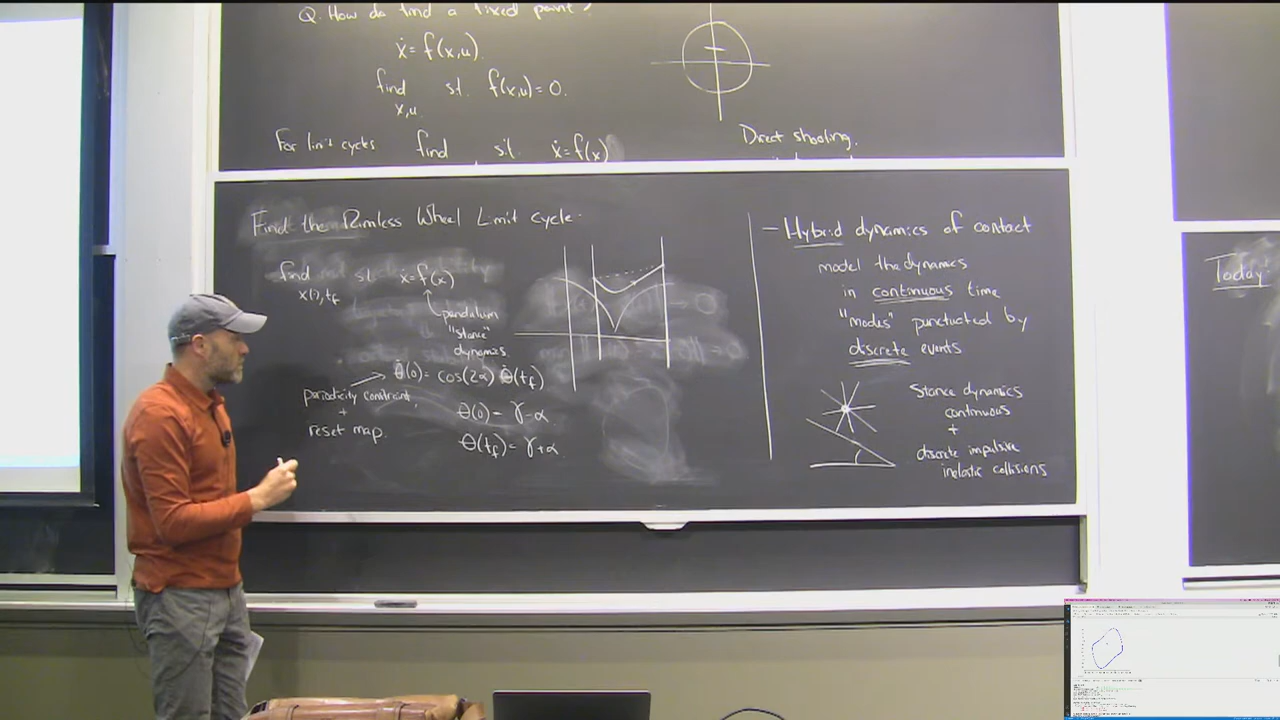 Q. How do find a fixed point?
ẋ = f(x,u)
find s.t. f(x,u) = 0.
x,u
For limit cycles find s.t. ẋ = f(x)
Direct shooling.
Find the Rimless Wheel Limit cycle.
find s.t. ẋ = f(x)
x(·), t_f
pendulum
"stance"
dynamics
θ̇(0) = cos(2α) θ̇(t_f)
periodicity constraint
+
reset map.
θ(0) = γ-α
θ(t_f) = γ+α
- Hybrid dynamics of contact
model the dynamics
in continuous time
"modes" punctuated by
discrete events
Stance dynamics
continuous
+
discrete impulsive
inelastic collisions
Today: